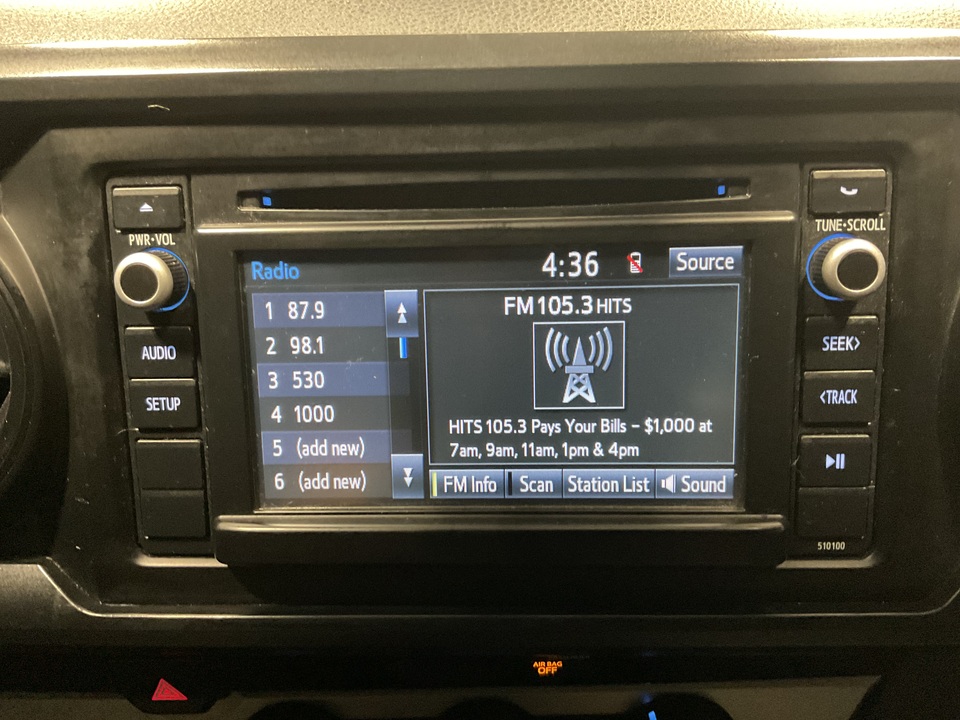 PWR•VOL
AUDIO
SETUP
Radio
4:36
Source
1 87.9
2 98.1
3 530
4 1000
5 (add new)
6 (add new)
FM 105.3 HITS
HITS 105.3 Pays Your Bills – $1,000 at
7am, 9am, 11am, 1pm & 4pm
FM Info
Scan
Station List
Sound
TUNE•SCROLL
SEEK>
<TRACK
510100
AIR BAG
OFF